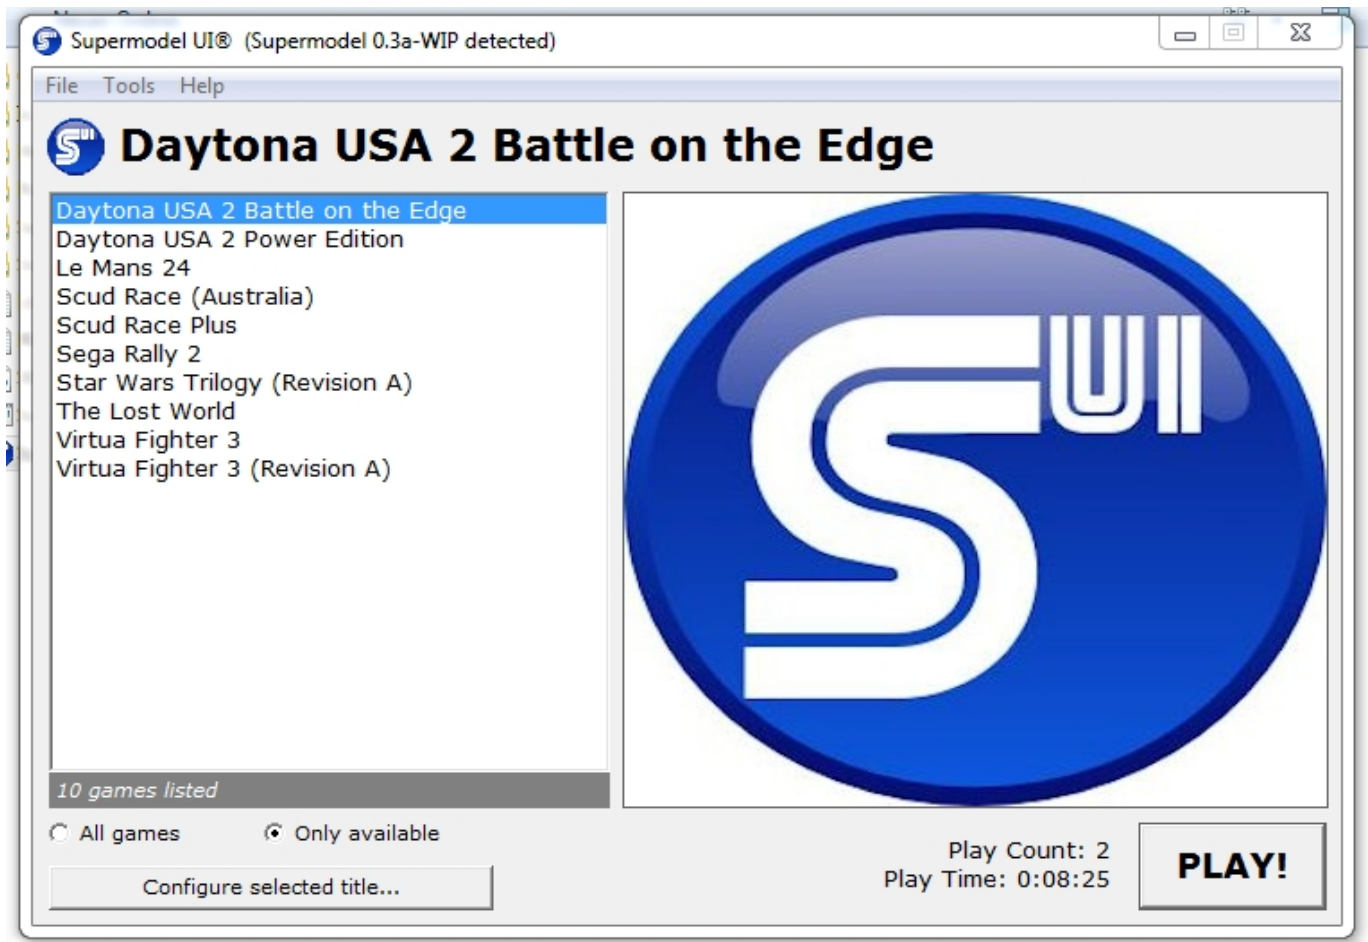 Supermodel UI® (Supermodel 0.3a-WIP detected)
File Tools Help
SUI Daytona USA 2 Battle on the Edge
Daytona USA 2 Battle on the Edge
Daytona USA 2 Power Edition
Le Mans 24
Scud Race (Australia)
Scud Race Plus
Sega Rally 2
Star Wars Trilogy (Revision A)
The Lost World
Virtua Fighter 3
Virtua Fighter 3 (Revision A)
SUI
10 games listed
All games Only available
Configure selected title...
Play Count: 2
Play Time: 0:08:25
PLAY!